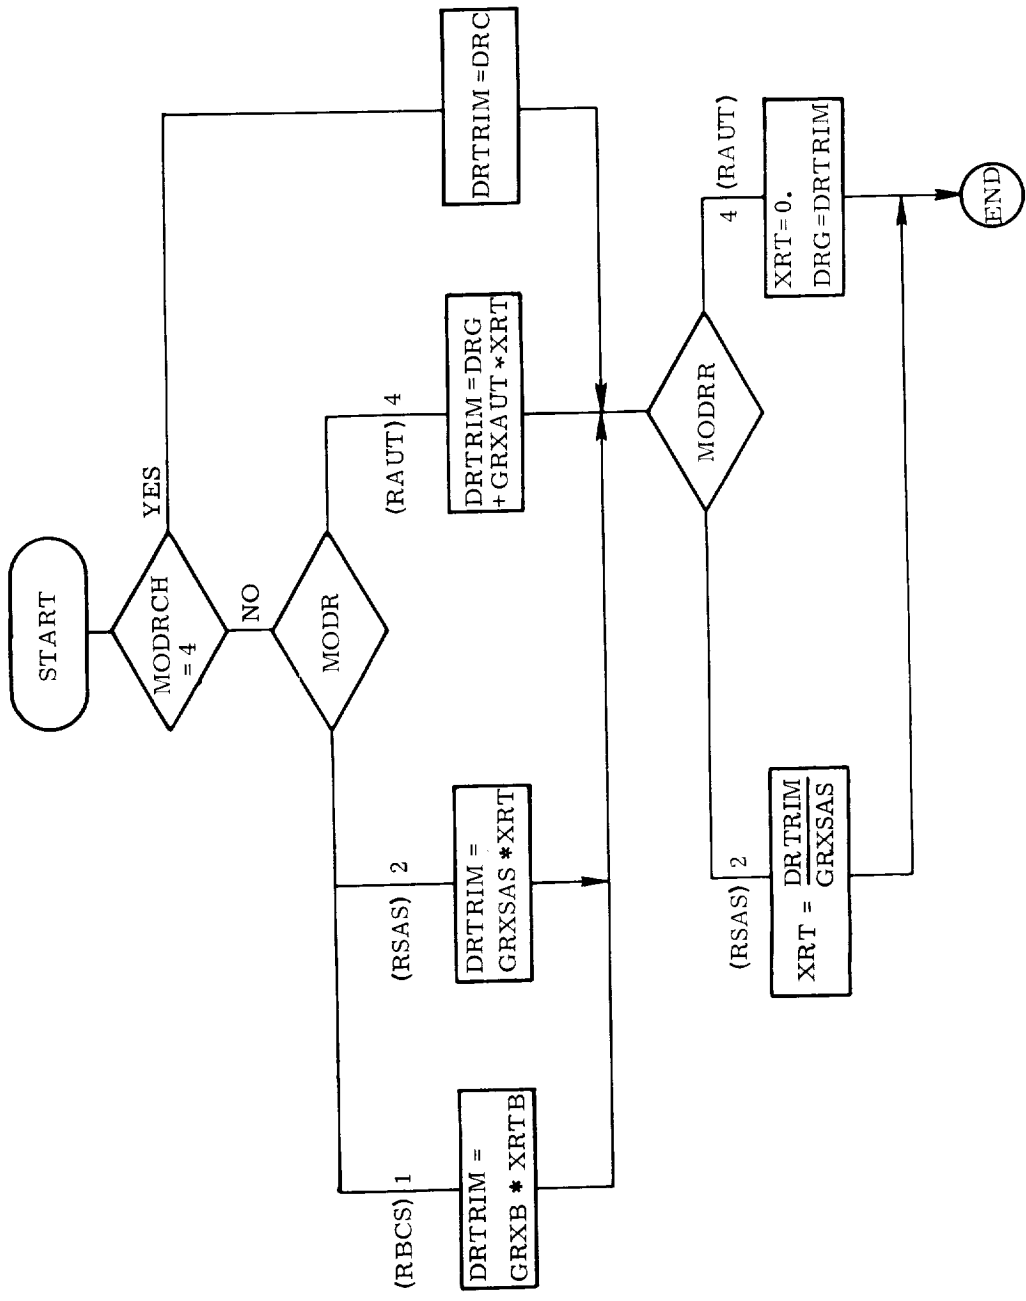 START
MODRCH
= 4
YES
NO
MODR
(RBCS) 1
(RSAS) 2
(RAUT) 4
DRTRIM =
GRXB * XRTB
DRTRIM =
GRXSAS * XRT
DRTRIM = DRG
+ GRXAUT * XRT
DRTRIM = DRC
MODRR
(RSAS) 2
4 (RAUT)
XRT = DRTRIM
GRXSAS
XRT = 0.
DRG = DRTRIM
END